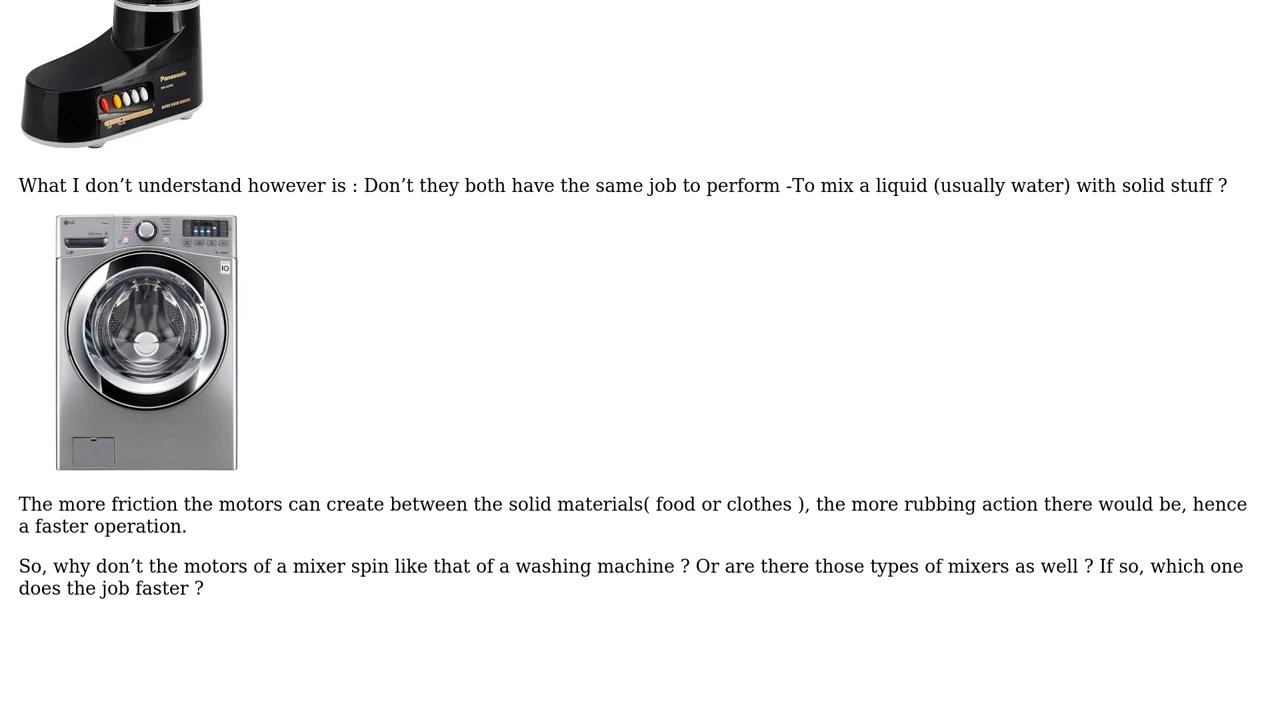 Panasonic
What I don’t understand however is : Don’t they both have the same job to perform -To mix a liquid (usually water) with solid stuff ?
LG
The more friction the motors can create between the solid materials( food or clothes ), the more rubbing action there would be, hence
a faster operation.
So, why don’t the motors of a mixer spin like that of a washing machine ? Or are there those types of mixers as well ? If so, which one
does the job faster ?